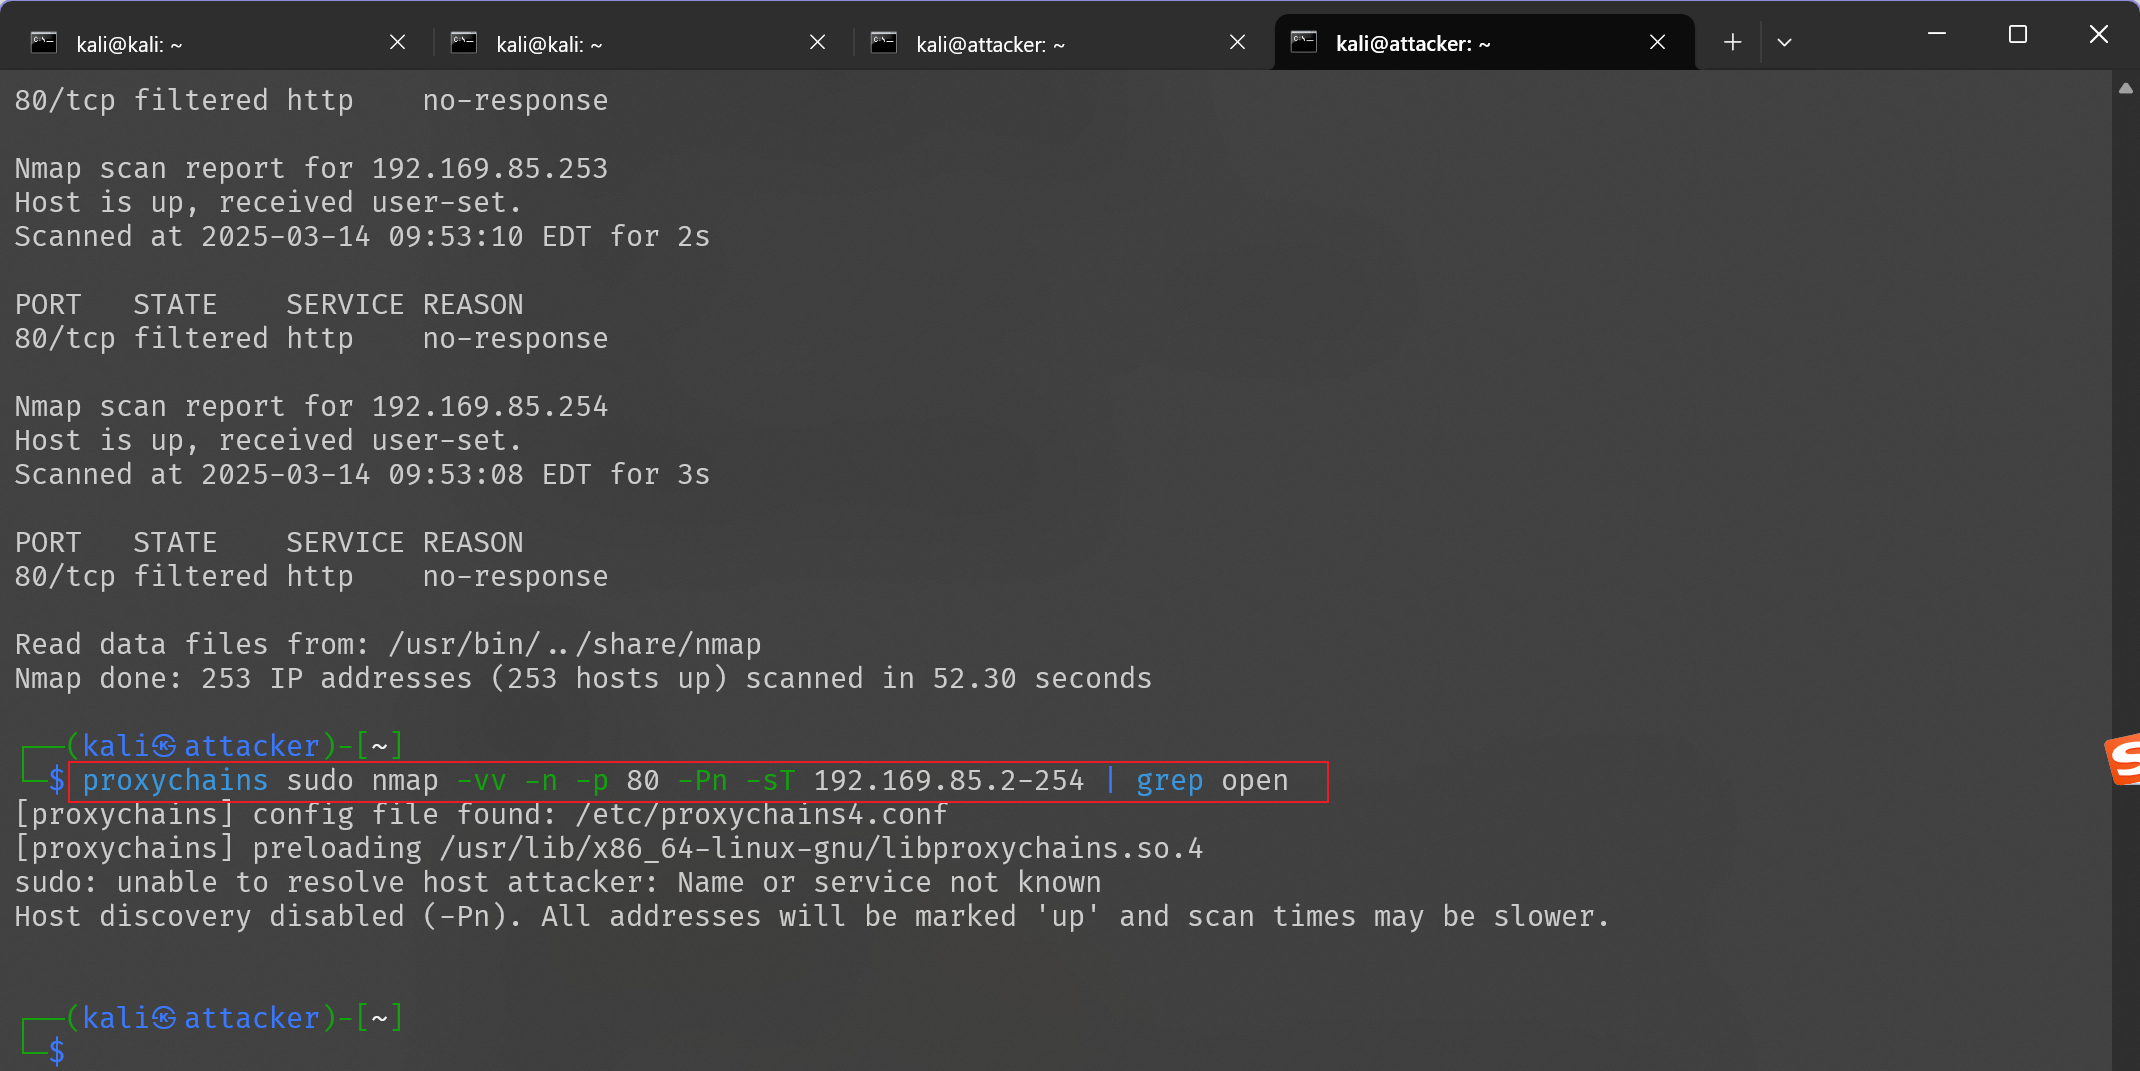 kali@kali: ~
kali@kali: ~
kali@attacker: ~
kali@attacker: ~
80/tcp filtered http    no-response
Nmap scan report for 192.169.85.253
Host is up, received user-set.
Scanned at 2025-03-14 09:53:10 EDT for 2s
PORT   STATE    SERVICE REASON
80/tcp filtered http    no-response
Nmap scan report for 192.169.85.254
Host is up, received user-set.
Scanned at 2025-03-14 09:53:08 EDT for 3s
PORT   STATE    SERVICE REASON
80/tcp filtered http    no-response
Read data files from: /usr/bin/../share/nmap
Nmap done: 253 IP addresses (253 hosts up) scanned in 52.30 seconds
┌──(kali㉿attacker)-[~]
└─$ proxychains sudo nmap -vv -n -p 80 -Pn -sT 192.169.85.2-254 | grep open
[proxychains] config file found: /etc/proxychains4.conf
[proxychains] preloading /usr/lib/x86_64-linux-gnu/libproxychains.so.4
sudo: unable to resolve host attacker: Name or service not known
Host discovery disabled (-Pn). All addresses will be marked 'up' and scan times may be slower.
┌──(kali㉿attacker)-[~]
└─$